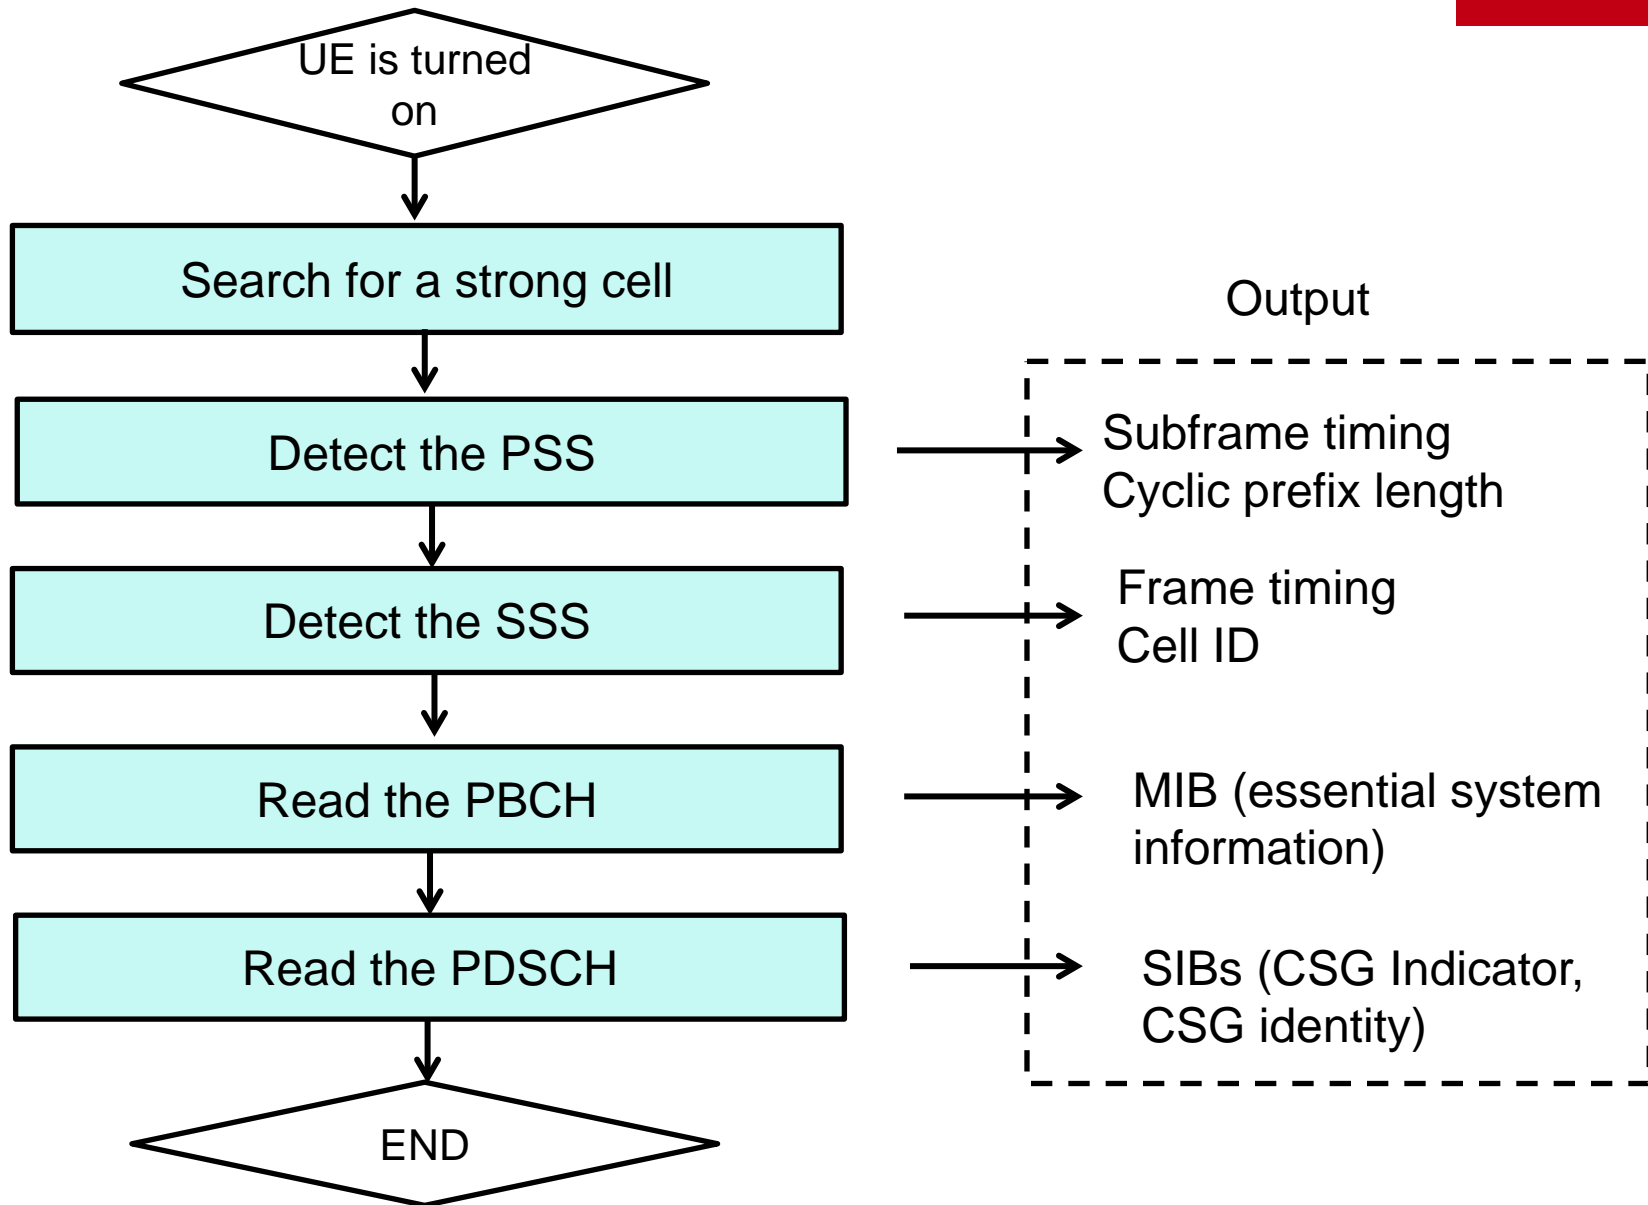 UE is turned
on
Search for a strong cell
Output
Detect the PSS
Subframe timing
Cyclic prefix length
Detect the SSS
Frame timing
Cell ID
Read the PBCH
MIB (essential system
information)
Read the PDSCH
SIBs (CSG Indicator,
CSG identity)
END